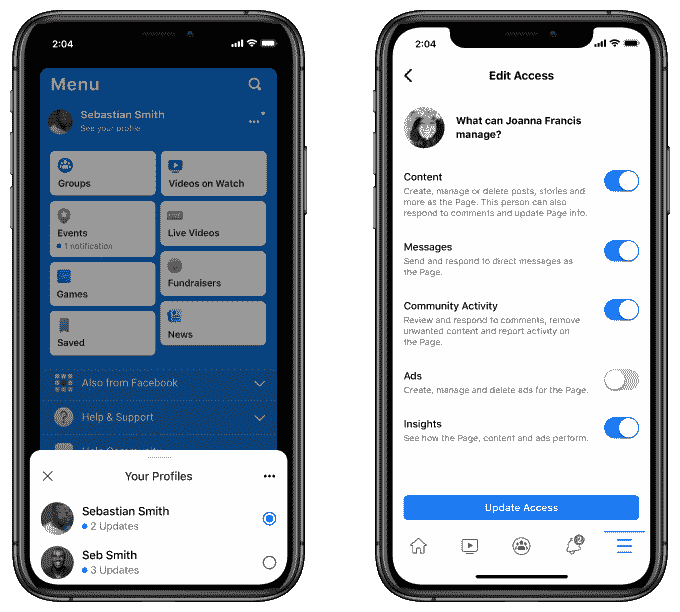 2:04
Menu
Sebastian Smith
See your profile
Groups
Videos on Watch
Events
1 notification
Live Videos
Games
Fundraisers
Saved
News
Also from Facebook
Help & Support
Your Profiles
Sebastian Smith
2 Updates
Seb Smith
3 Updates
2:04
Edit Access
What can Joanna Francis
manage?
Content
Create, manage or delete posts, stories and
more as the Page. This person can also
respond to comments and update Page info.
Messages
Send and respond to direct messages as
the Page.
Community Activity
Review and respond to comments, remove
unwanted content and report activity on
the Page.
Ads
Create, manage and delete ads for the Page.
Insights
See how the Page, content and ads perform.
Update Access
2